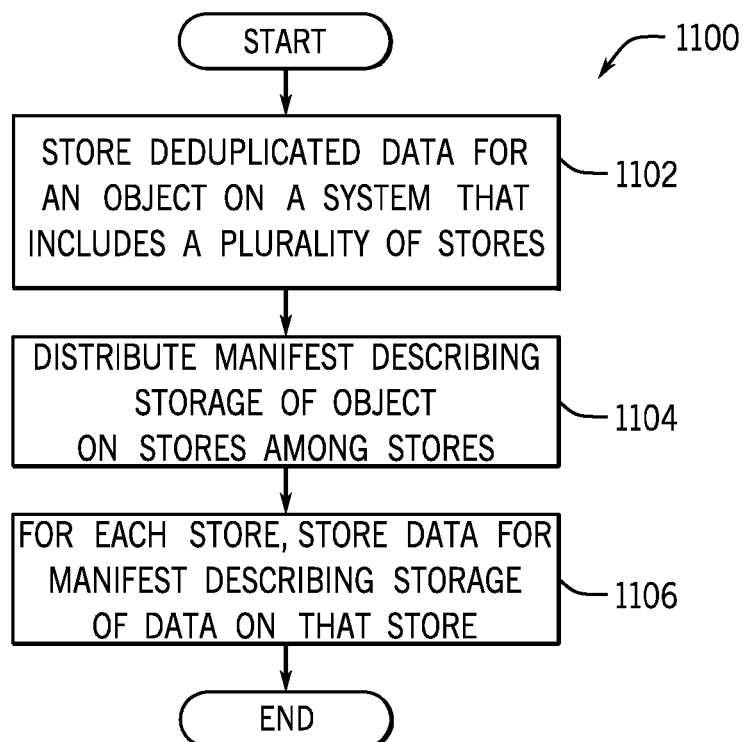 START
1100
STORE DEDUPLICATED DATA FOR
AN OBJECT ON A SYSTEM THAT
INCLUDES A PLURALITY OF STORES
1102
DISTRIBUTE MANIFEST DESCRIBING
STORAGE OF OBJECT
ON STORES AMONG STORES
1104
FOR EACH STORE, STORE DATA FOR
MANIFEST DESCRIBING STORAGE
OF DATA ON THAT STORE
1106
END